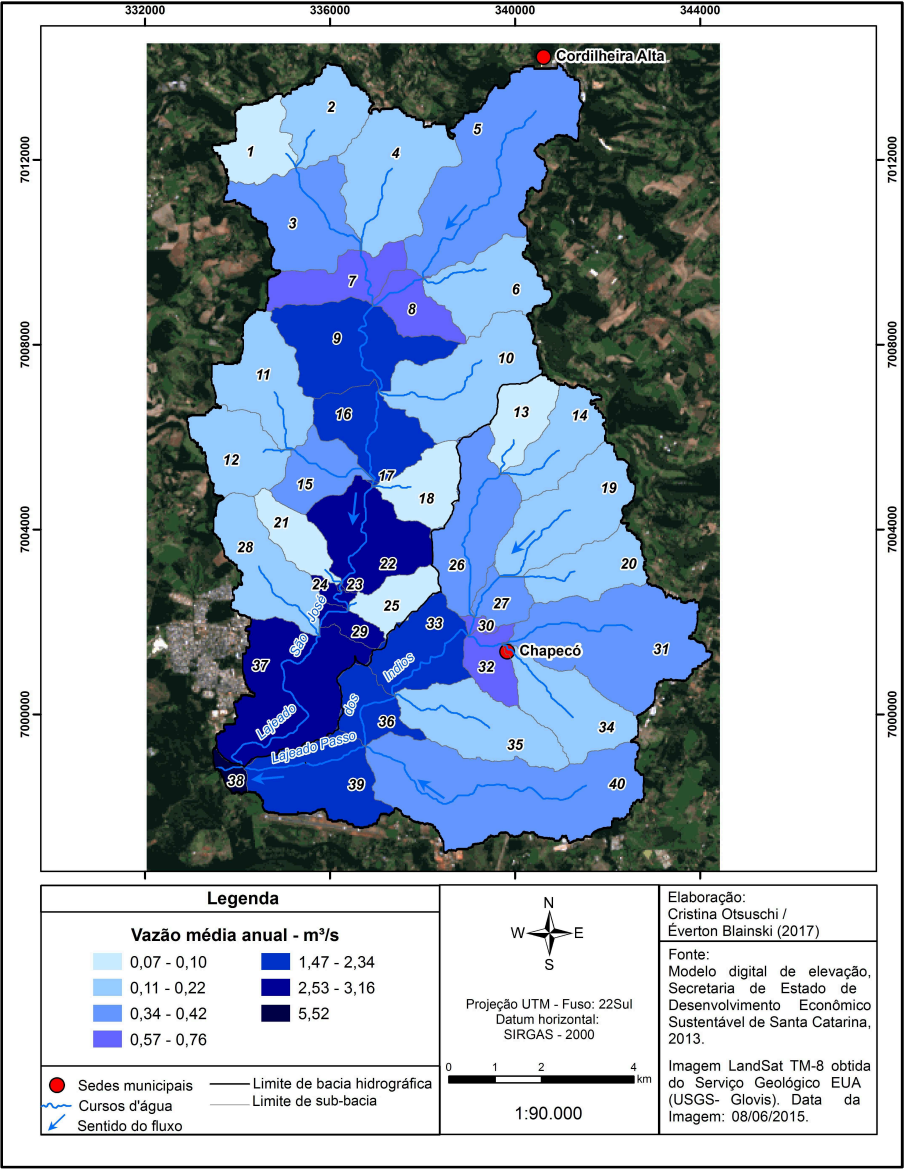 332000
336000
340000
344000
Cordilheira Alta
2
5
1
4
7012000
7012000
3
7
6
8
9
7008000
7008000
10
11
13
14
16
12
17
15
18
19
21
7004000
7004000
28
22
26
20
24
23
27
25
São José
33
30
29
31
Chapecó
37
32
Indios
dos
7000000
7000000
Lajeado
36
34
35
Lajeado Passo
38
39
40
Legenda
Vazão média anual - m³/s
0,07 - 0,10
0,11 - 0,22
0,34 - 0,42
0,57 - 0,76
1,47 - 2,34
2,53 - 3,16
5,52
Sedes municipais
Cursos d'água
Sentido do fluxo
Limite de bacia hidrográfica
Limite de sub-bacia
N
W
E
S
Projeção UTM - Fuso: 22Sul
Datum horizontal:
SIRGAS - 2000
0 1 2 4
km
1:90.000
Elaboração:
Cristina Otsuschi /
Éverton Blainski (2017)
Fonte:
Modelo digital de elevação,
Secretaria de Estado de
Desenvolvimento Econômico
Sustentável de Santa Catarina,
2013.
Imagem LandSat TM-8 obtida
do Serviço Geológico EUA
(USGS- Glovis). Data da
Imagem: 08/06/2015.